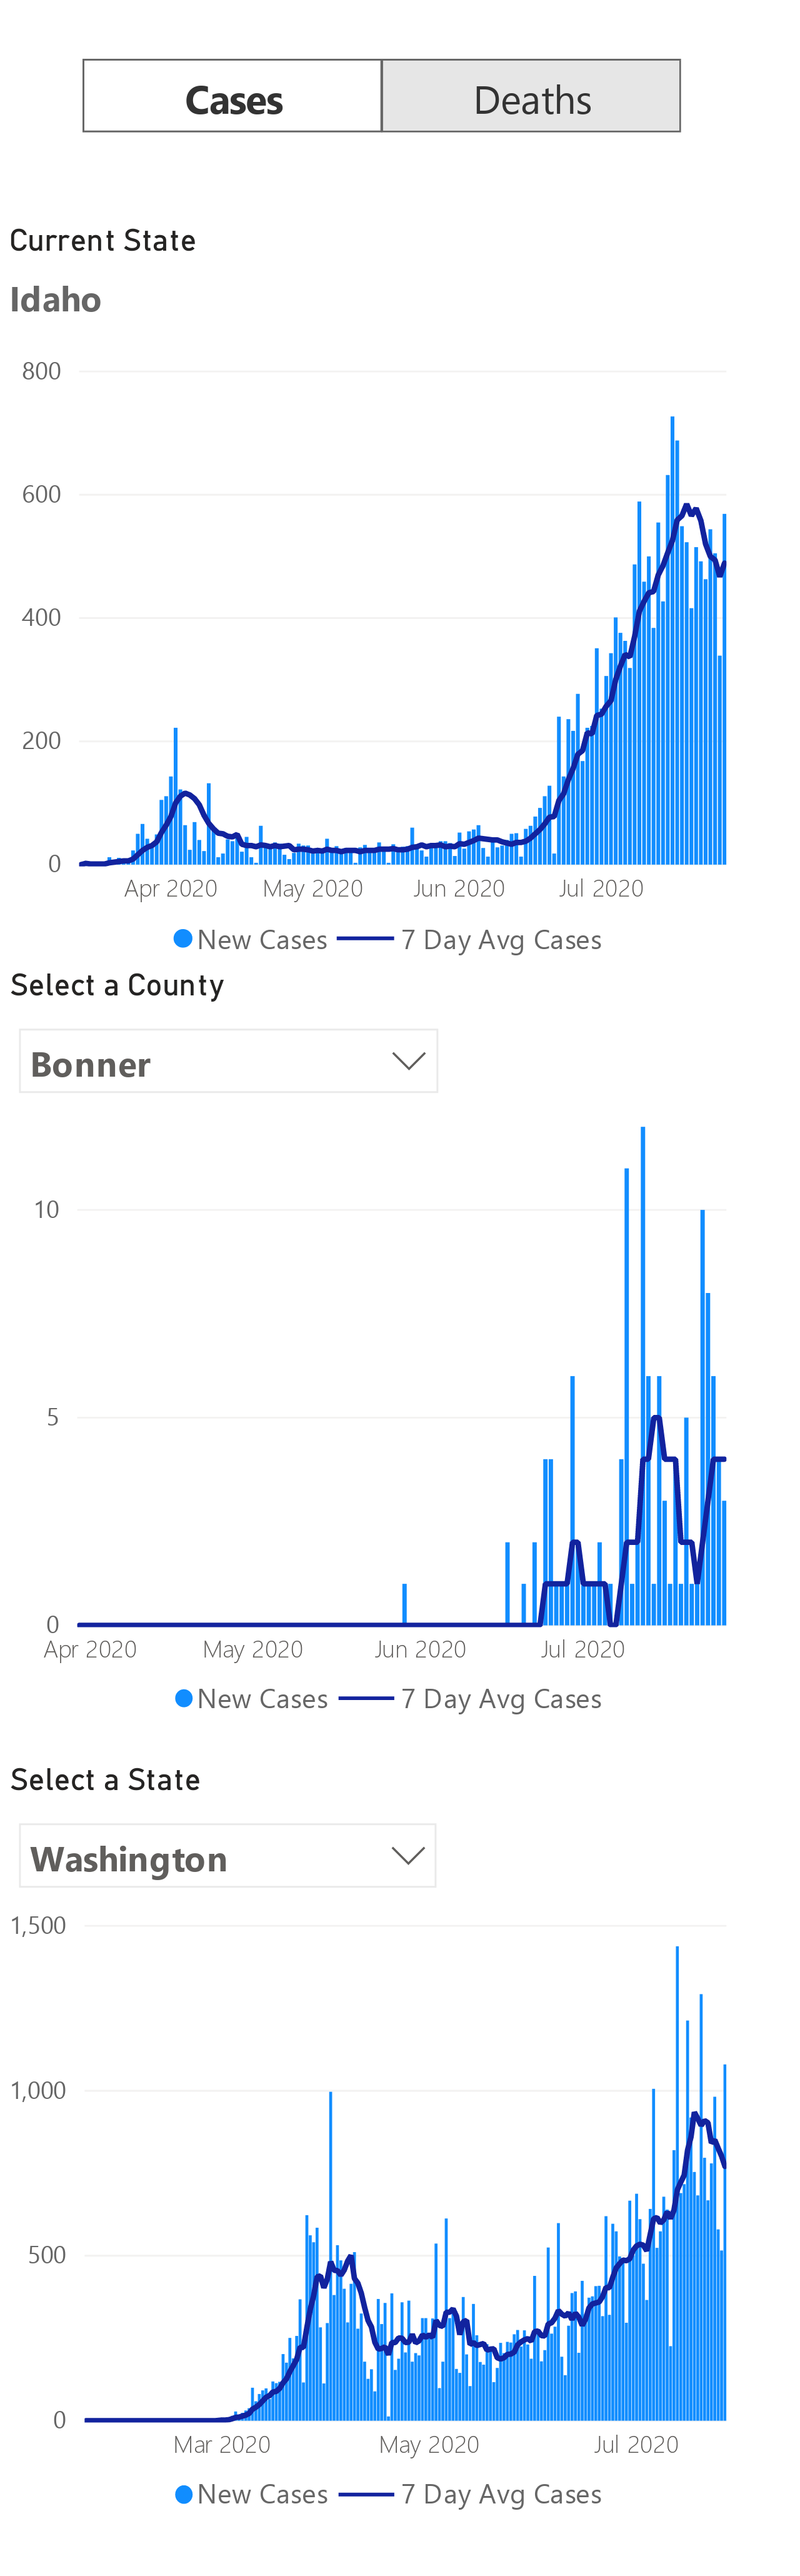 Cases Deaths
Current State
Idaho
800
600
400
200
0
Apr 2020 May 2020 Jun 2020 Jul 2020
New Cases 7 Day Avg Cases
Select a County
Bonner
10
5
0
Apr 2020 May 2020 Jun 2020 Jul 2020
New Cases 7 Day Avg Cases
Select a State
Washington
1,500
1,000
500
0
Mar 2020 May 2020 Jul 2020
New Cases 7 Day Avg Cases